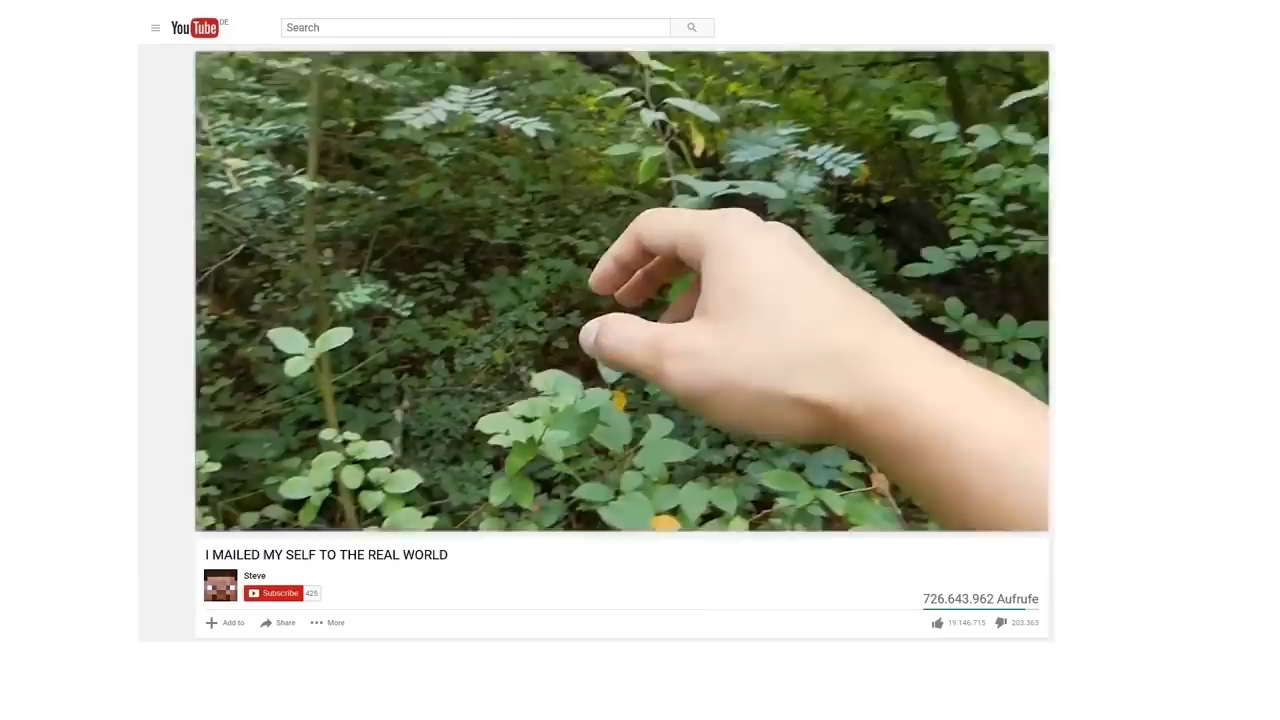 YouTube DE
Search
I MAILED MY SELF TO THE REAL WORLD
Steve
Subscribe 425
726.643.962 Aufrufe
Add to Share More 19.146.715 203.363